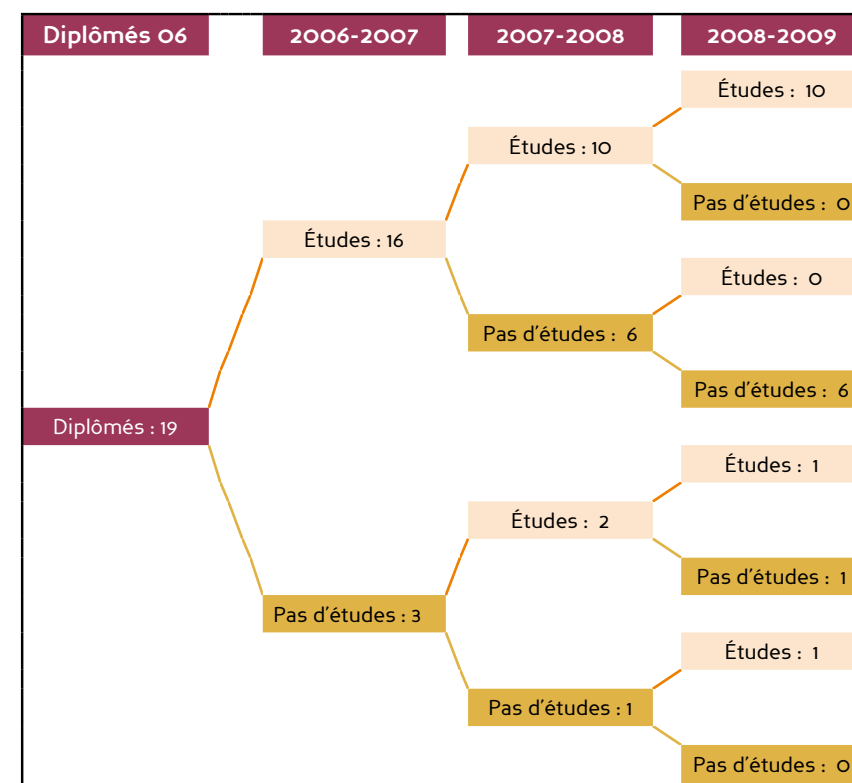 Diplômés 06 2006-2007 2007-2008 2008-2009
Études : 10
Études : 10
Pas d'études : 0
Études : 16
Études : 0
Pas d'études : 6
Pas d'études : 6
Diplômés : 19
Études : 1
Études : 2
Pas d'études : 1
Pas d'études : 3
Études : 1
Pas d'études : 1
Pas d'études : 0